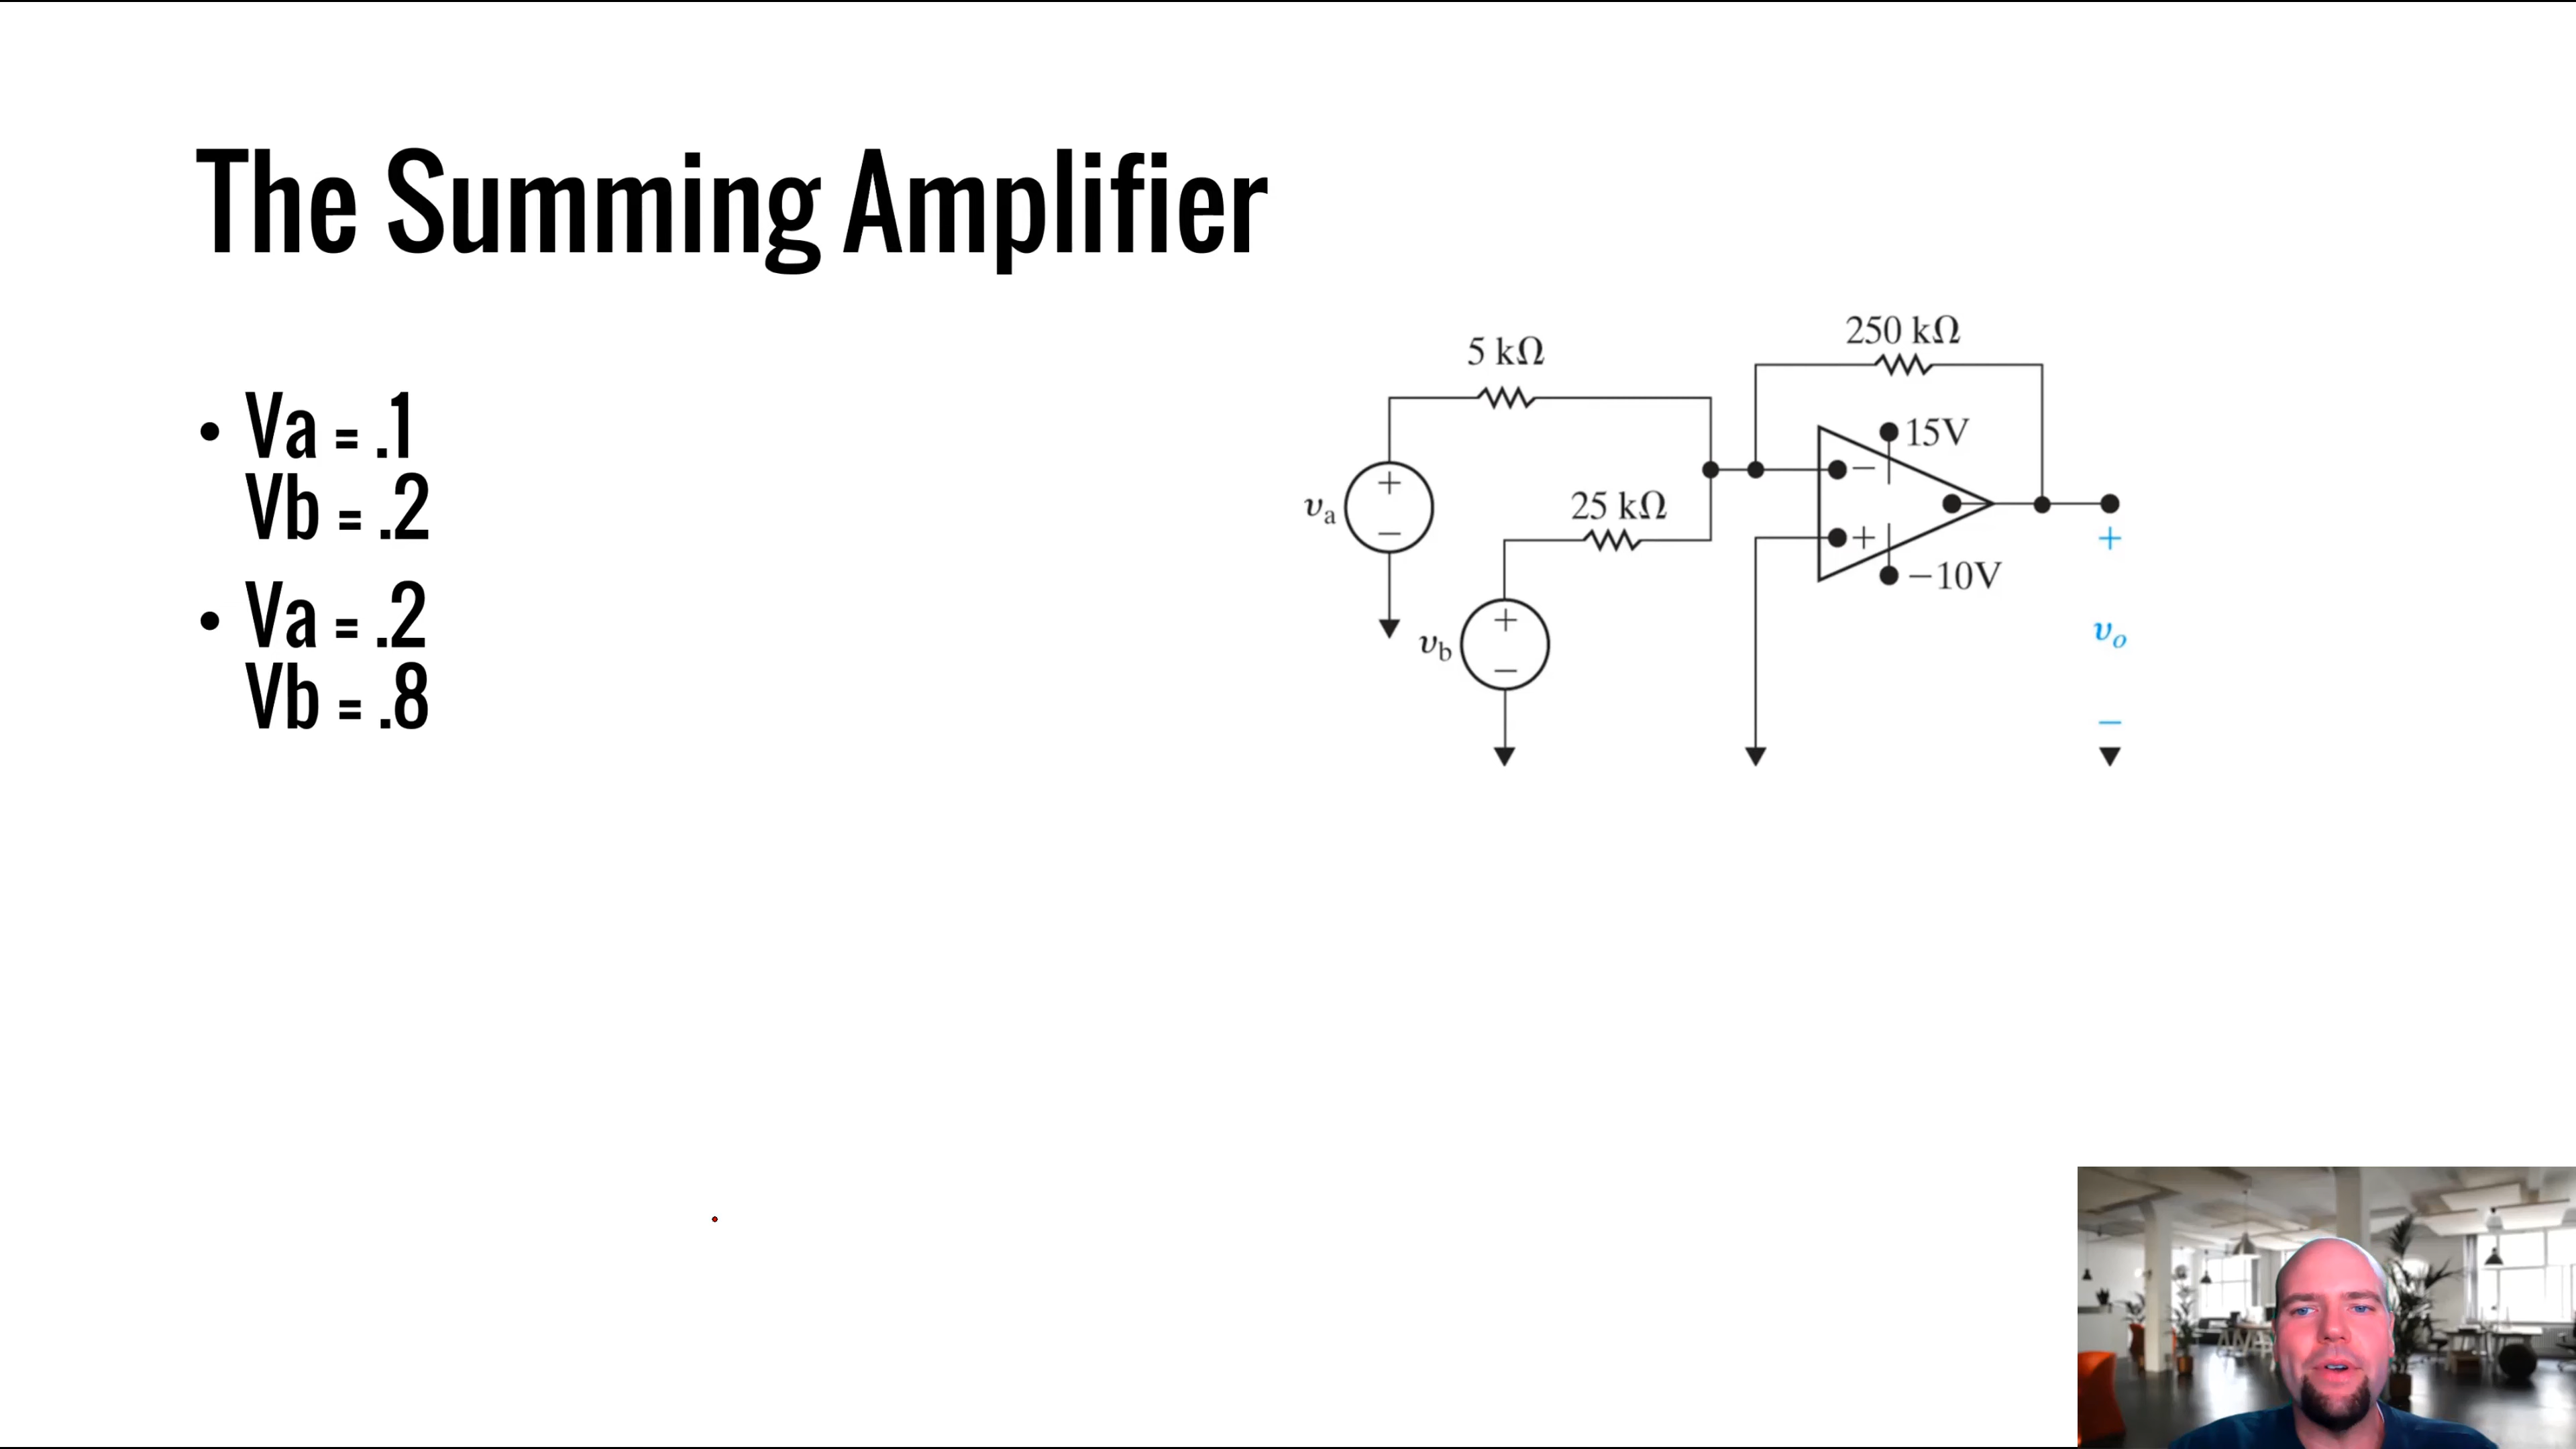 The Summing Amplifier
• Va = .1
Vb = .2
• Va = .2
Vb = .8
5 kΩ
250 kΩ
15V
25 kΩ
−10V
va
vb
+
−
+
−
−
+
+
vo
−